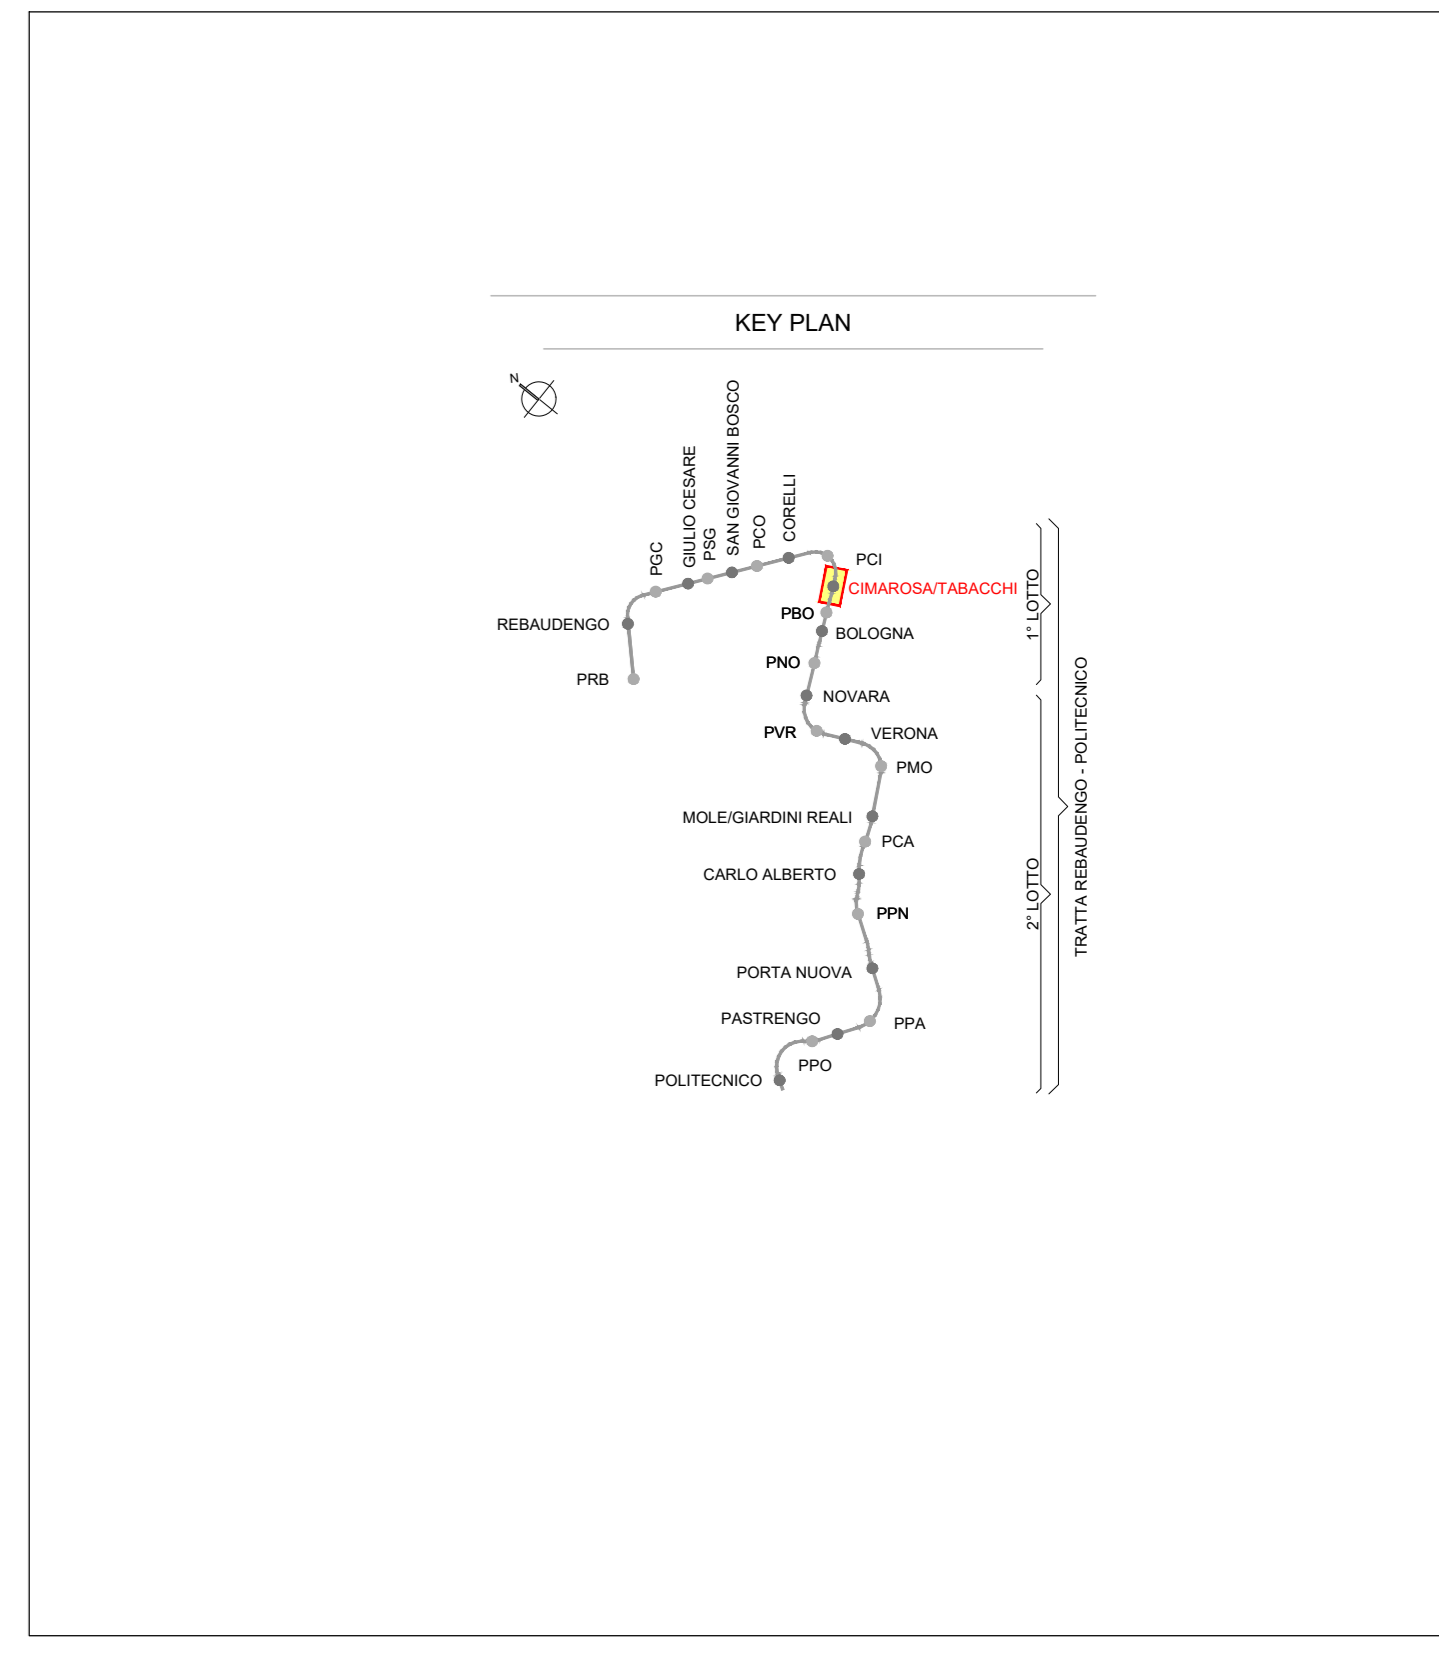 KEY PLAN
N
PGC
GIULIO CESARE
PSG
SAN GIOVANNI BOSCO
PCO
CORELLI
PCI
CIMAROSA/TABACCHI
PBO
REBAUDENGO
BOLOGNA
PNO
PRB
NOVARA
PVR
VERONA
PMO
MOLE/GIARDINI REALI
PCA
CARLO ALBERTO
PPN
PORTA NUOVA
PASTRENGO
PPA
PPO
POLITECNICO
1° LOTTO
2° LOTTO
TRATTA REBAUDENGO - POLITECNICO